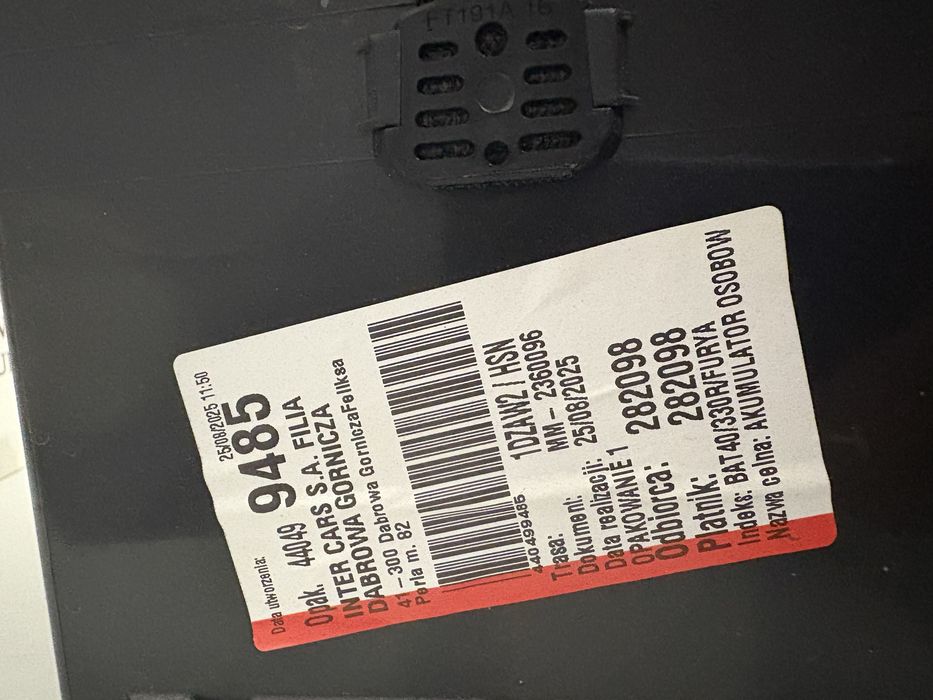 FT191A 16
Data utworzenia: 25/08/2025 11:50
Opak. 44049 9485
INTER CARS S.A. FILIA
DABROWA GORNICZA
41-300 Dabrowa GorniczaFeliksa
Perla m. 82
440499485
Trasa: 1DZAW2 / HSN
Dokument: MM - 2360096
Data realizacji: 25/08/2025
OPAKOWANIE 1
Odbiorca: 282098
Płatnik: 282098
Indeks: BAT40/330R/FURYA
Nazwa celna: AKUMULATOR OSOBOW